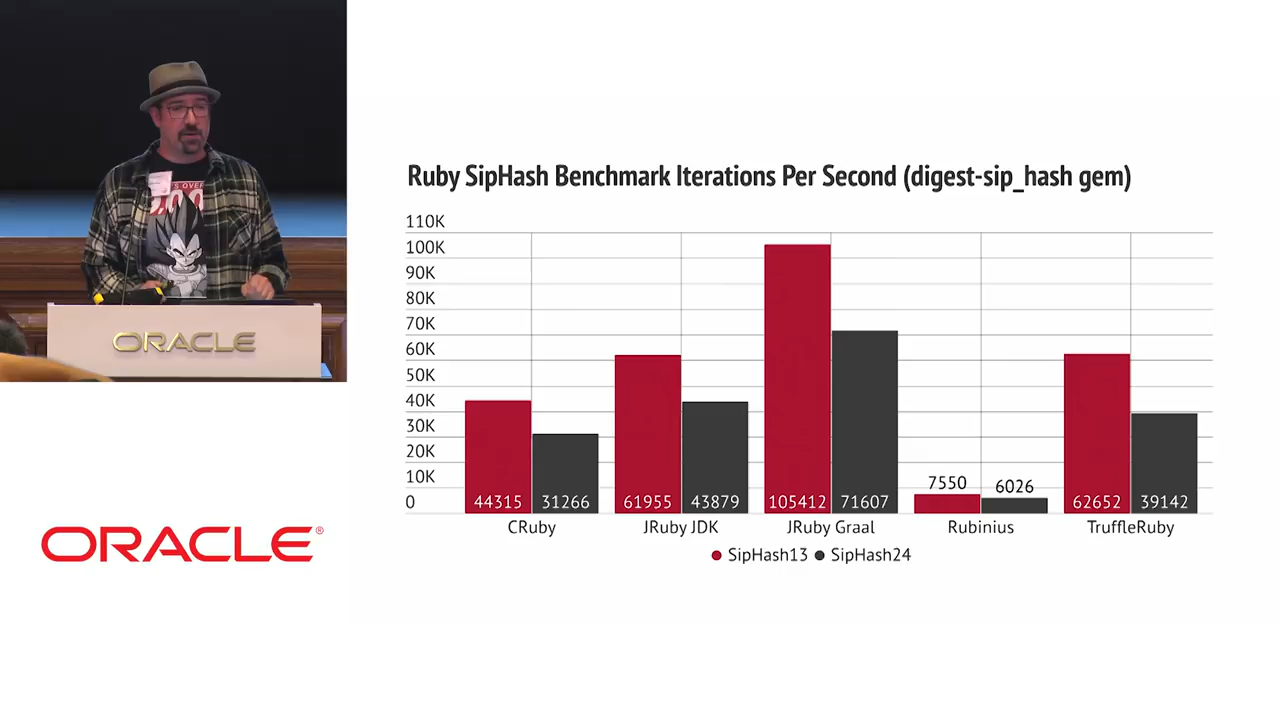 'S OVER
ORACLE
ORACLE®
Ruby SipHash Benchmark Iterations Per Second (digest-sip_hash gem)
110K
100K
90K
80K
70K
60K
50K
40K
30K
20K
10K
0
44315 31266 61955 43879 105412 71607 7550 6026 62652 39142
CRuby JRuby JDK JRuby Graal Rubinius TruffleRuby
SipHash13 SipHash24